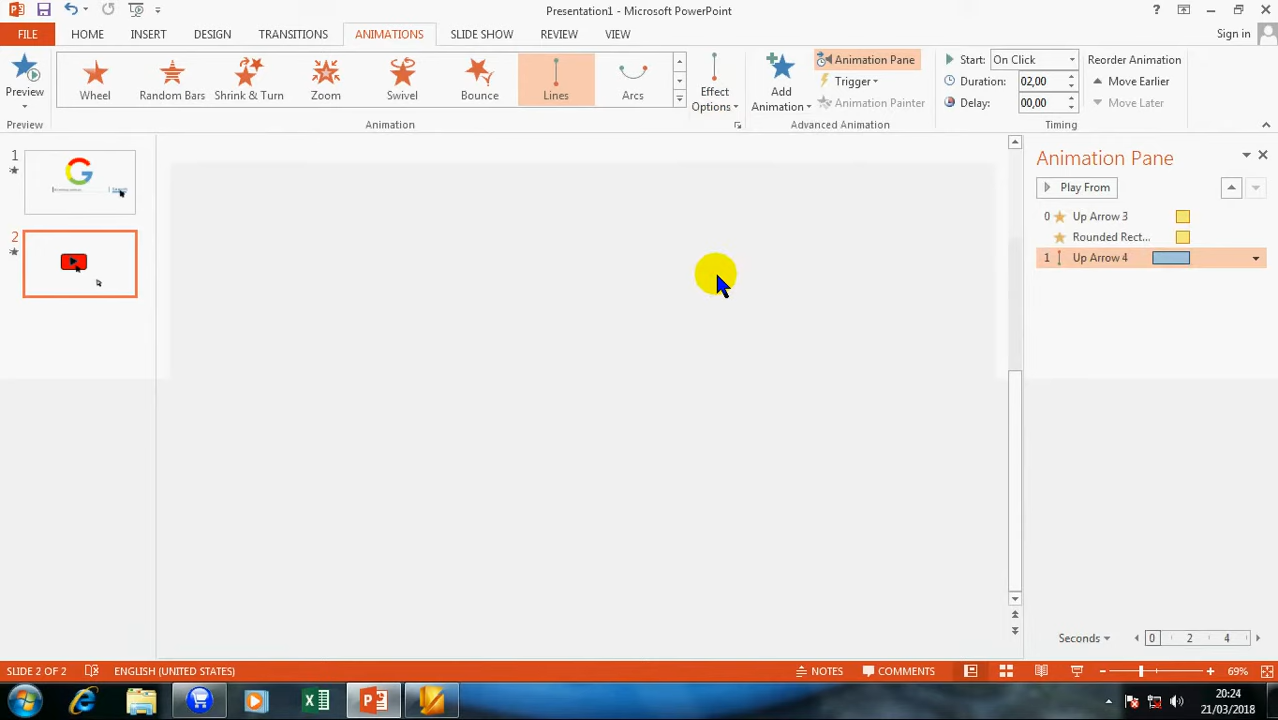 Presentation1 - Microsoft PowerPoint
FILE HOME INSERT DESIGN TRANSITIONS ANIMATIONS SLIDE SHOW REVIEW VIEW Sign in
Preview
Wheel Random Bars Shrink & Turn Zoom Swivel Bounce Lines Arcs
Effect Options
Add Animation
Animation Pane
Trigger
Animation Painter
Start: On Click
Duration: 02,00
Delay: 00,00
Reorder Animation
Move Earlier
Move Later
Preview Animation Advanced Animation Timing
1
2
Animation Pane
Play From
0 Up Arrow 3
Rounded Rect...
1 Up Arrow 4
Seconds 0 2 4
SLIDE 2 OF 2 ENGLISH (UNITED STATES) NOTES COMMENTS 69%
20:24
21/03/2018